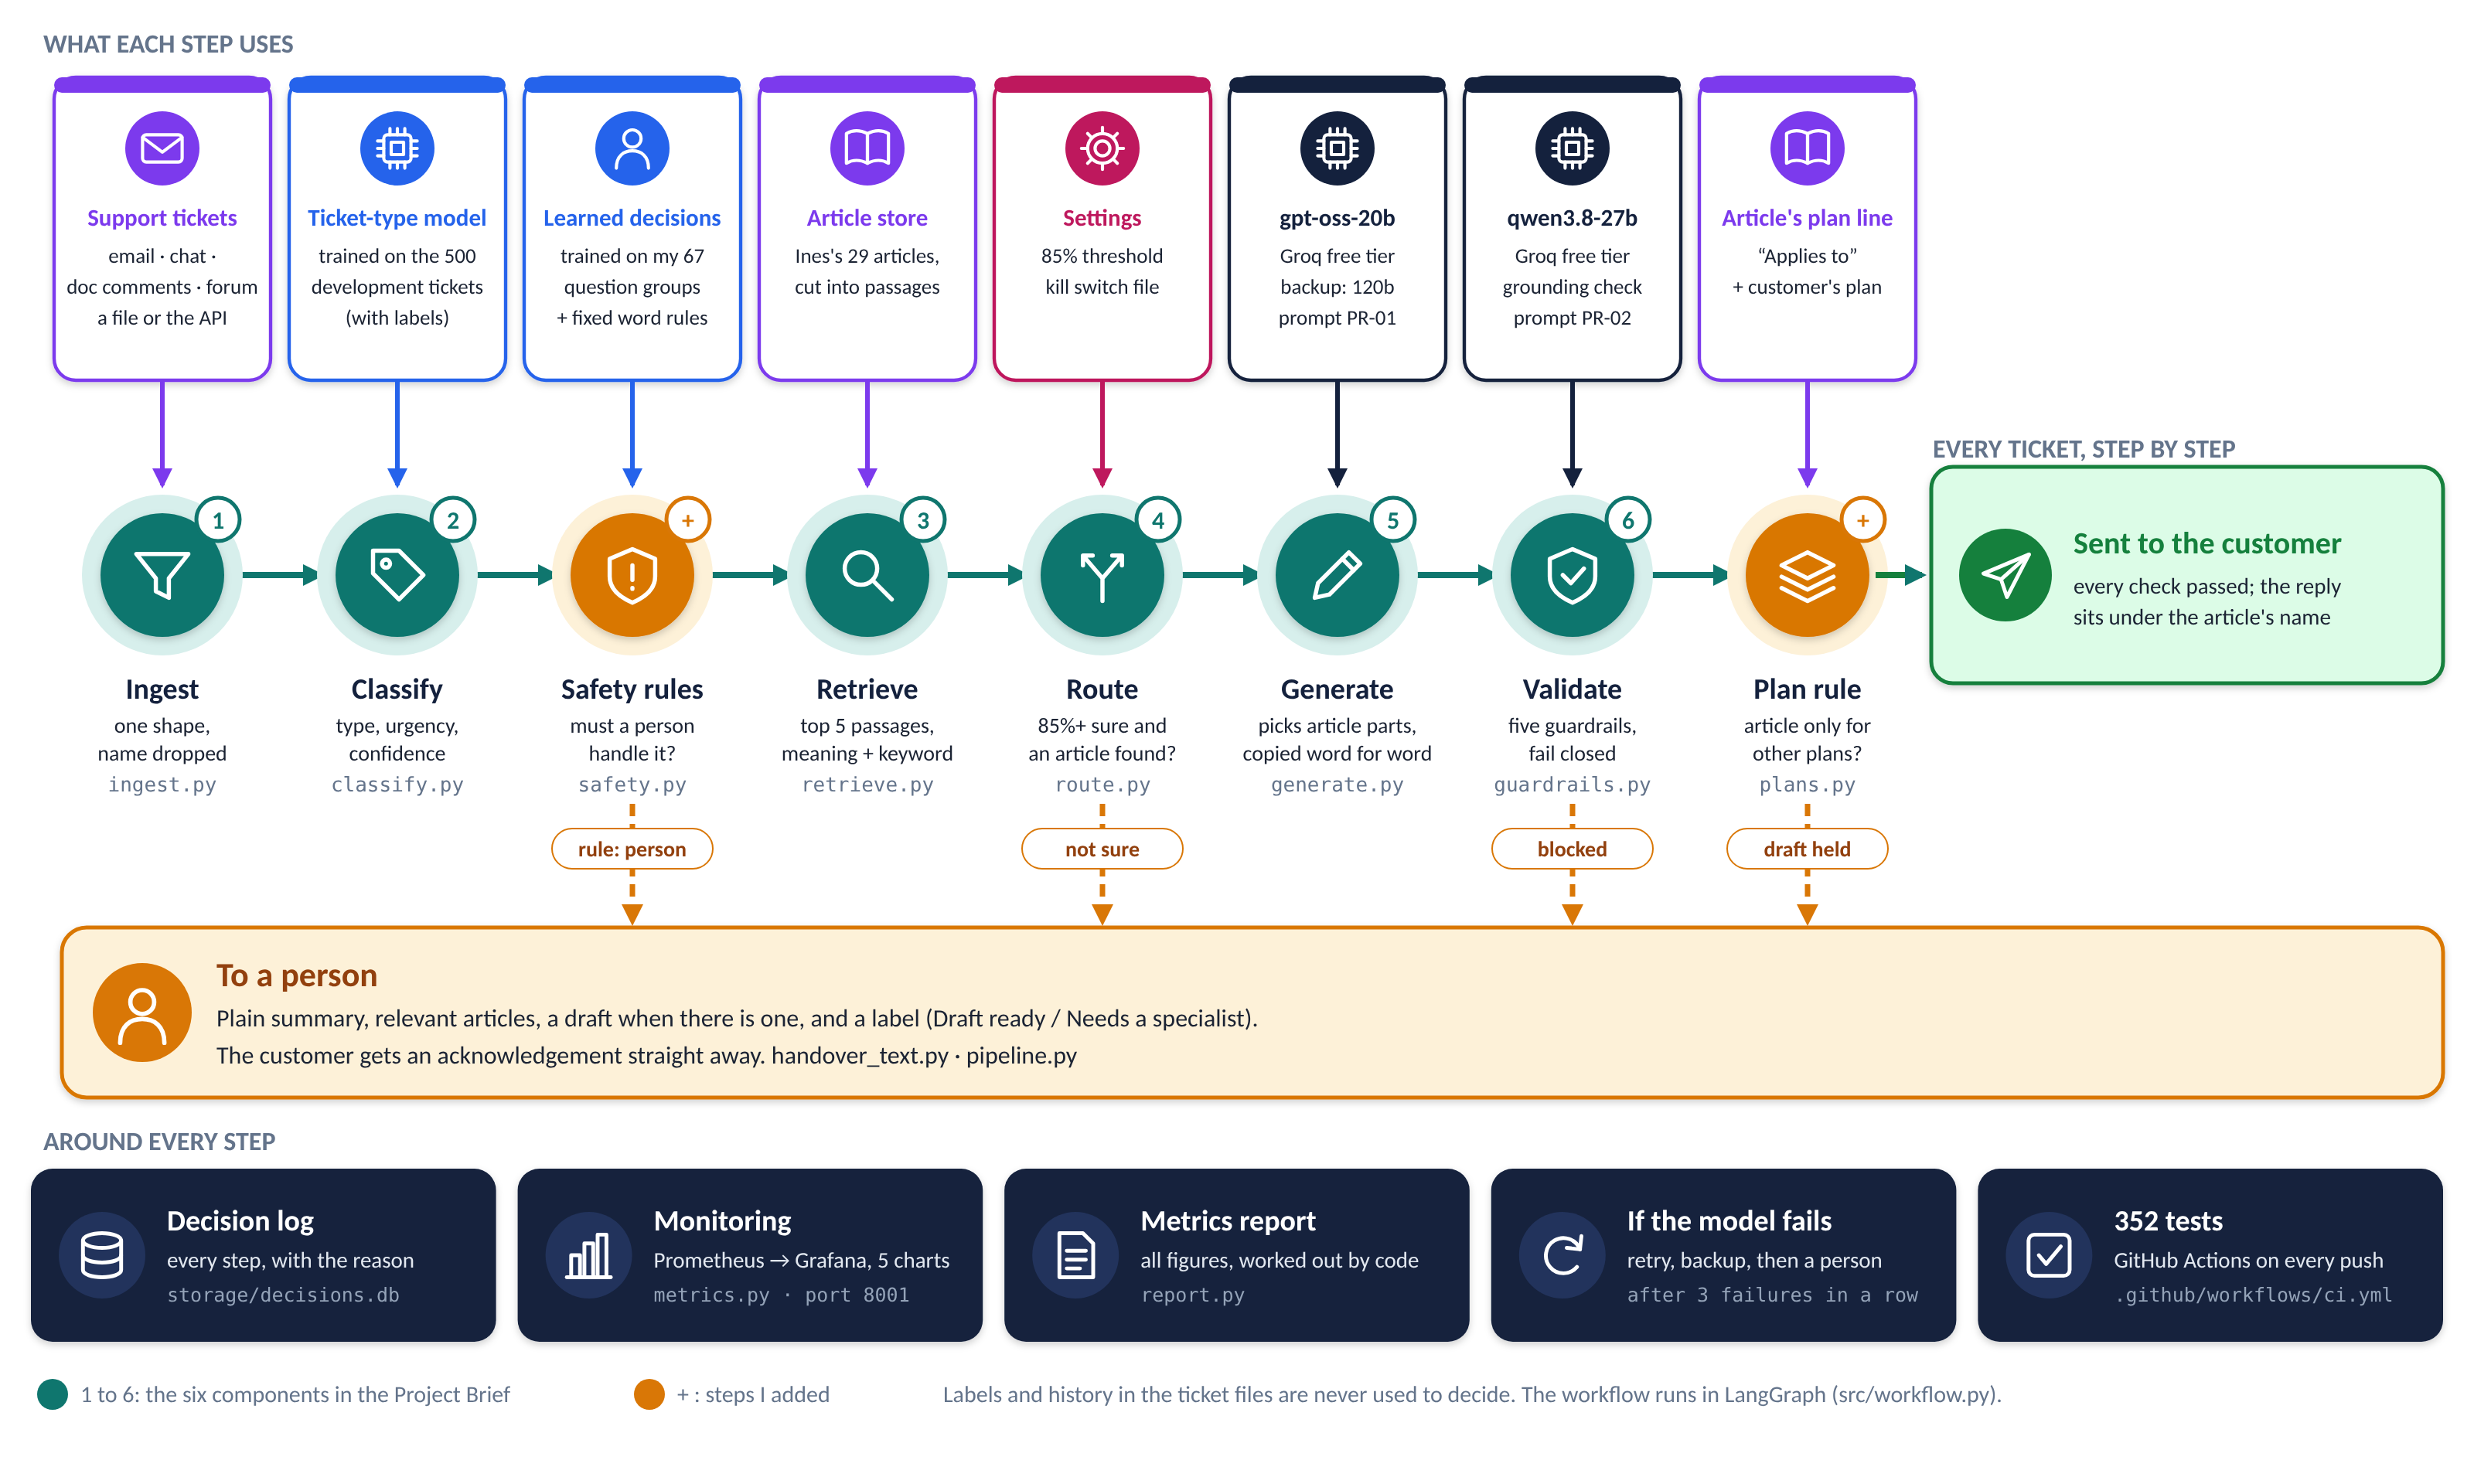 WHAT EACH STEP USES
Support tickets
email · chat ·
doc comments · forum
a file or the API
Ticket-type model
trained on the 500
development tickets
(with labels)
Learned decisions
trained on my 67
question groups
+ fixed word rules
Article store
Ines's 29 articles,
cut into passages
Settings
85% threshold
kill switch file
gpt-oss-20b
Groq free tier
backup: 120b
prompt PR-01
qwen3.8-27b
Groq free tier
grounding check
prompt PR-02
Article's plan line
“Applies to”
+ customer's plan
EVERY TICKET, STEP BY STEP
1
Ingest
one shape,
name dropped
ingest.py
2
Classify
type, urgency,
confidence
classify.py
+
Safety rules
must a person
handle it?
safety.py
3
Retrieve
top 5 passages,
meaning + keyword
retrieve.py
4
Route
85%+ sure and
an article found?
route.py
5
Generate
picks article parts,
copied word for word
generate.py
6
Validate
five guardrails,
fail closed
guardrails.py
+
Plan rule
article only for
other plans?
plans.py
Sent to the customer
every check passed; the reply
sits under the article's name
rule: person
not sure
blocked
draft held
To a person
Plain summary, relevant articles, a draft when there is one, and a label (Draft ready / Needs a specialist).
The customer gets an acknowledgement straight away. handover_text.py · pipeline.py
AROUND EVERY STEP
Decision log
every step, with the reason
storage/decisions.db
Monitoring
Prometheus → Grafana, 5 charts
metrics.py · port 8001
Metrics report
all figures, worked out by code
report.py
If the model fails
retry, backup, then a person
after 3 failures in a row
352 tests
GitHub Actions on every push
.github/workflows/ci.yml
1 to 6: the six components in the Project Brief
+ : steps I added
Labels and history in the ticket files are never used to decide. The workflow runs in LangGraph (src/workflow.py).